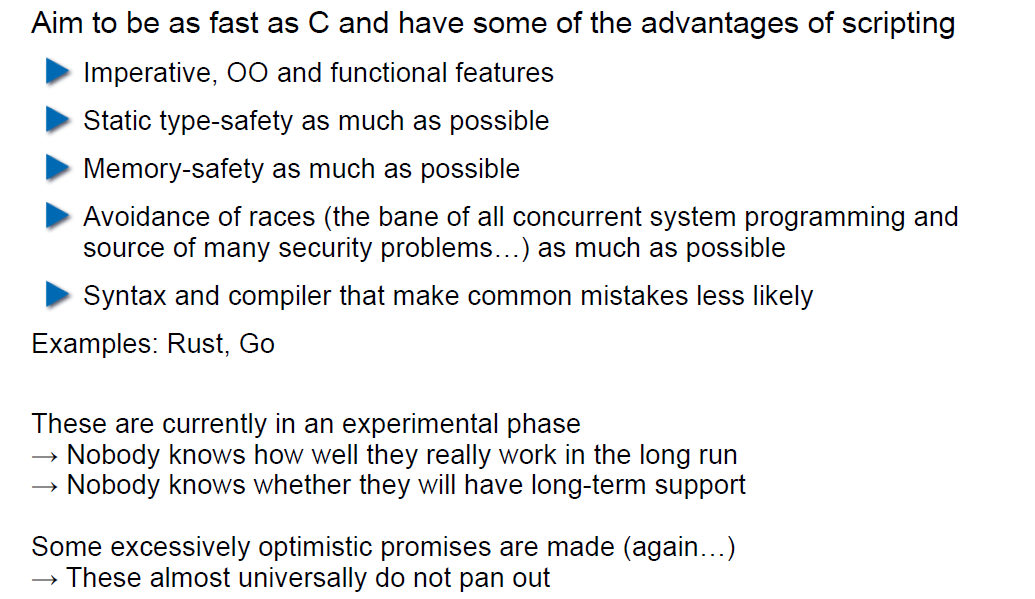 Aim to be as fast as C and have some of the advantages of scripting
Imperative, OO and functional features
Static type-safety as much as possible
Memory-safety as much as possible
Avoidance of races (the bane of all concurrent system programming and
source of many security problems…) as much as possible
Syntax and compiler that make common mistakes less likely
Examples: Rust, Go
These are currently in an experimental phase
→ Nobody knows how well they really work in the long run
→ Nobody knows whether they will have long-term support
Some excessively optimistic promises are made (again…)
→ These almost universally do not pan out